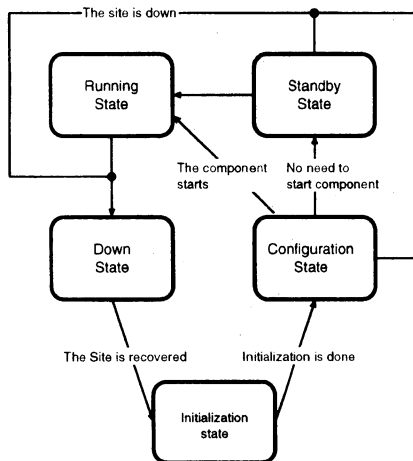 The site is down
Running
State
Standby
State
The component
starts
No need to
start component
Down
State
Configuration
State
The Site is recovered
Initialization is done
Initialization
state